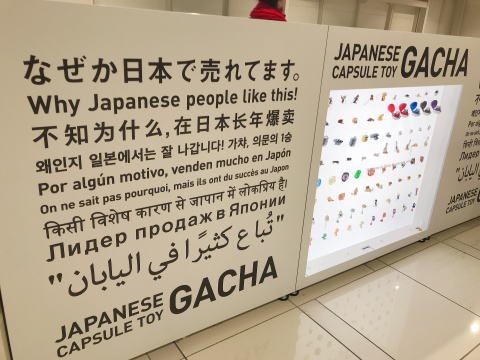 なぜか日本で売れてます。
Why Japanese people like this!
不知为什么,在日本长年爆卖
왜인지 일본에서는 잘 나갑니다! 가챠, 의문의 1승
Por algún motivo, venden mucho en Japón
On ne sait pas pourquoi, mais ils ont du succès au Japon
किसी विशेष कारण से जापान में लोकप्रिय है।
Лидер продаж в Японии
"تُباع كثيرًا في اليابان"
JAPANESE
CAPSULE TOY GACHA
JAPANESE
CAPSULE TOY GACHA
JAPANESE
CAPSULE TOY